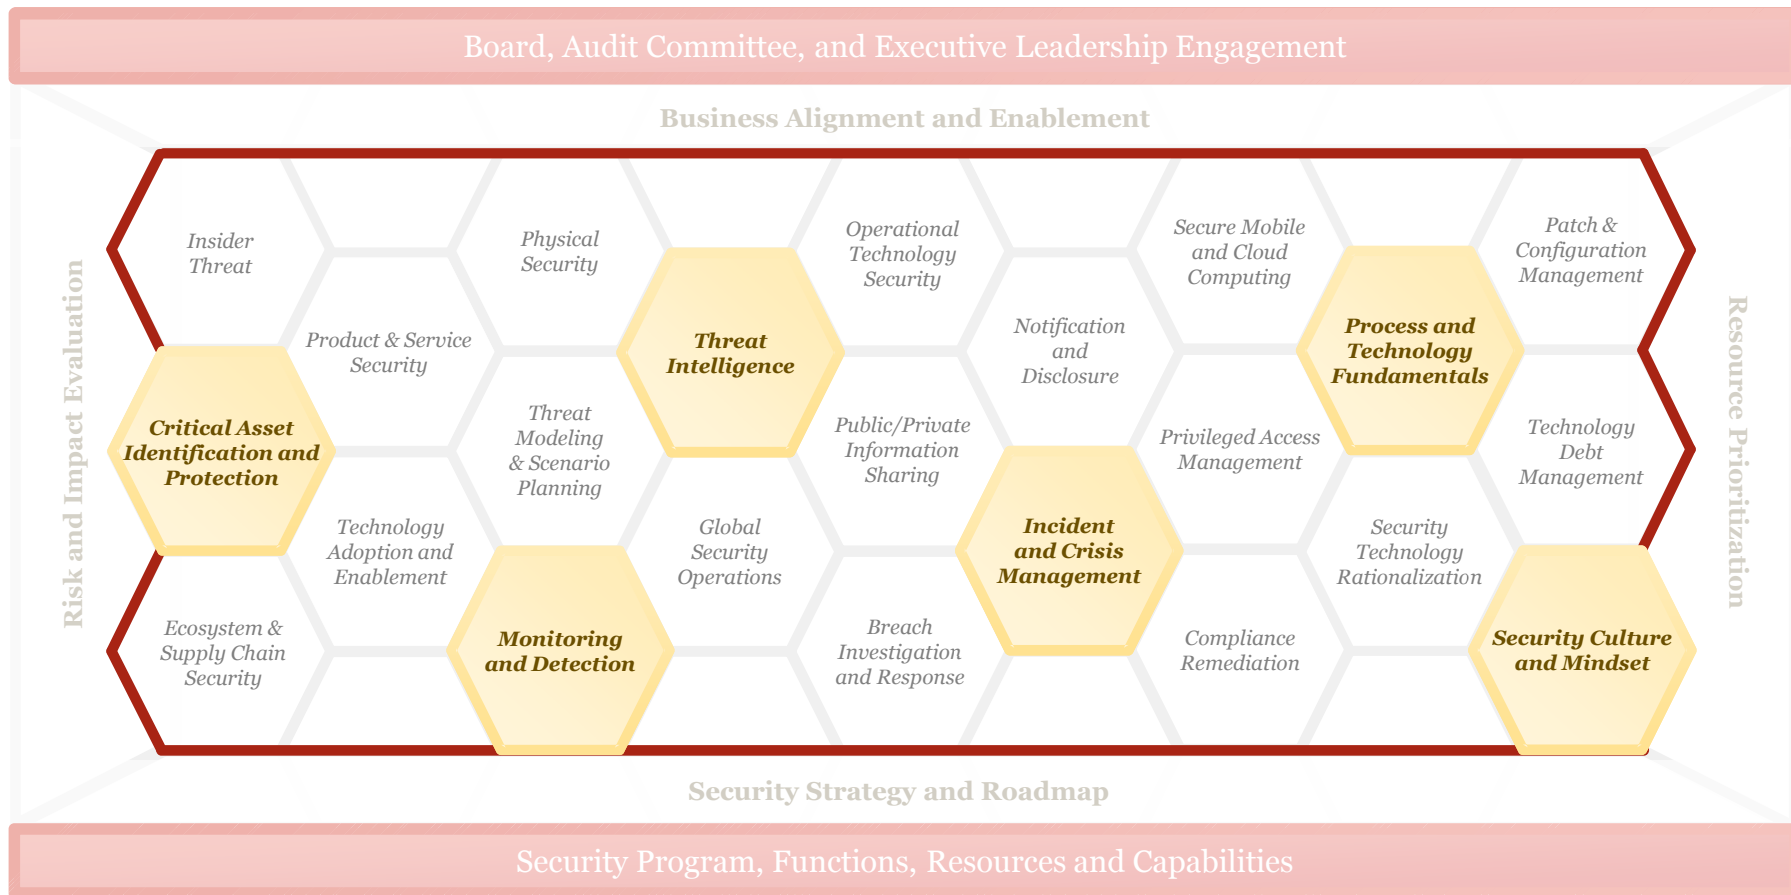 Board, Audit Committee, and Executive Leadership Engagement
Business Alignment and Enablement
Risk and Impact Evaluation
Resource Prioritization
Insider
Threat
Physical
Security
Operational
Technology
Security
Secure Mobile
and Cloud
Computing
Patch &
Configuration
Management
Product & Service
Security
Threat
Intelligence
Notification
and
Disclosure
Process and
Technology
Fundamentals
Critical Asset
Identification and
Protection
Threat
Modeling
& Scenario
Planning
Public/Private
Information
Sharing
Privileged Access
Management
Technology
Debt
Management
Technology
Adoption and
Enablement
Global
Security
Operations
Incident
and Crisis
Management
Security
Technology
Rationalization
Ecosystem &
Supply Chain
Security
Monitoring
and Detection
Breach
Investigation
and Response
Compliance
Remediation
Security Culture
and Mindset
Security Strategy and Roadmap
Security Program, Functions, Resources and Capabilities